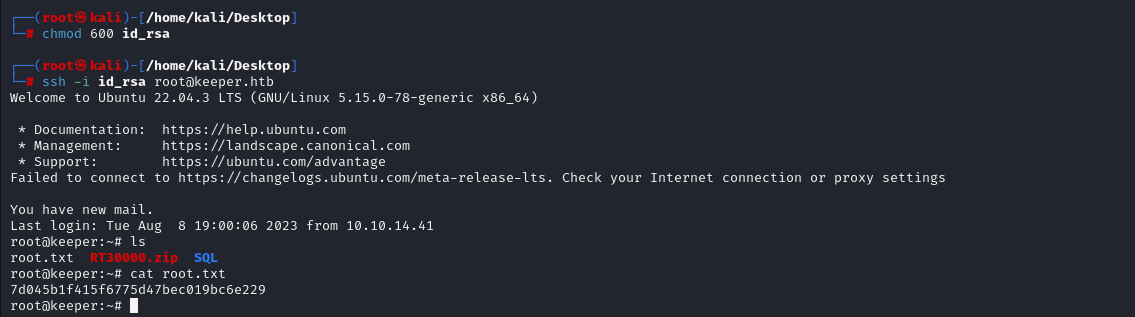 ┌──(root㉿kali)-[/home/kali/Desktop]
└─# chmod 600 id_rsa
┌──(root㉿kali)-[/home/kali/Desktop]
└─# ssh -i id_rsa root@keeper.htb
Welcome to Ubuntu 22.04.3 LTS (GNU/Linux 5.15.0-78-generic x86_64)
* Documentation: https://help.ubuntu.com
* Management: https://landscape.canonical.com
* Support: https://ubuntu.com/advantage
Failed to connect to https://changelogs.ubuntu.com/meta-release-lts. Check your Internet connection or proxy settings
You have new mail.
Last login: Tue Aug 8 19:00:06 2023 from 10.10.14.41
root@keeper:~# ls
root.txt RT30000.zip SQL
root@keeper:~# cat root.txt
7d045b1f415f6775d47bec019bc6e229
root@keeper:~#